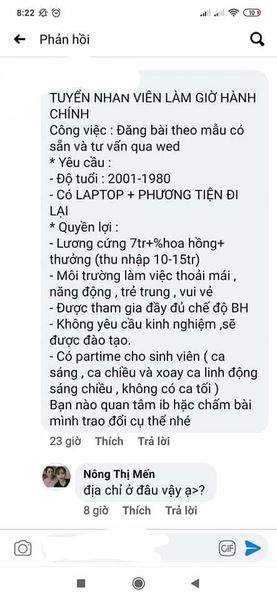 8:22
10
Phản hồi
TUYỂN NHAN VIÊN LÀM GIỜ HÀNH
CHÍNH
Công việc : Đăng bài theo mẫu có
sẵn và tư vấn qua wed
* Yêu cầu :
- Độ tuổi : 2001-1980
- Có LAPTOP + PHƯƠNG TIỆN ĐI
LẠI
* Quyền lợi :
- Lương cứng 7tr+%hoa hồng+
thưởng (thu nhập 10-15tr)
- Môi trường làm việc thoải mái ,
năng động , trẻ trung , vui vẻ
- Được tham gia đầy đủ chế độ BH
- Không yêu cầu kinh nghiệm ,sẽ
được đào tạo.
- Có partime cho sinh viên ( ca
sáng , ca chiều và xoay ca linh động
sáng chiều , không có ca tối )
Bạn nào quan tâm ib hặc chấm bài
mình trao đổi cụ thể nhé
23 giờ Thích Trả lời
Nông Thị Mến
địa chỉ ở đâu vậy ạ>?
8 giờ Thích Trả lời
GIF